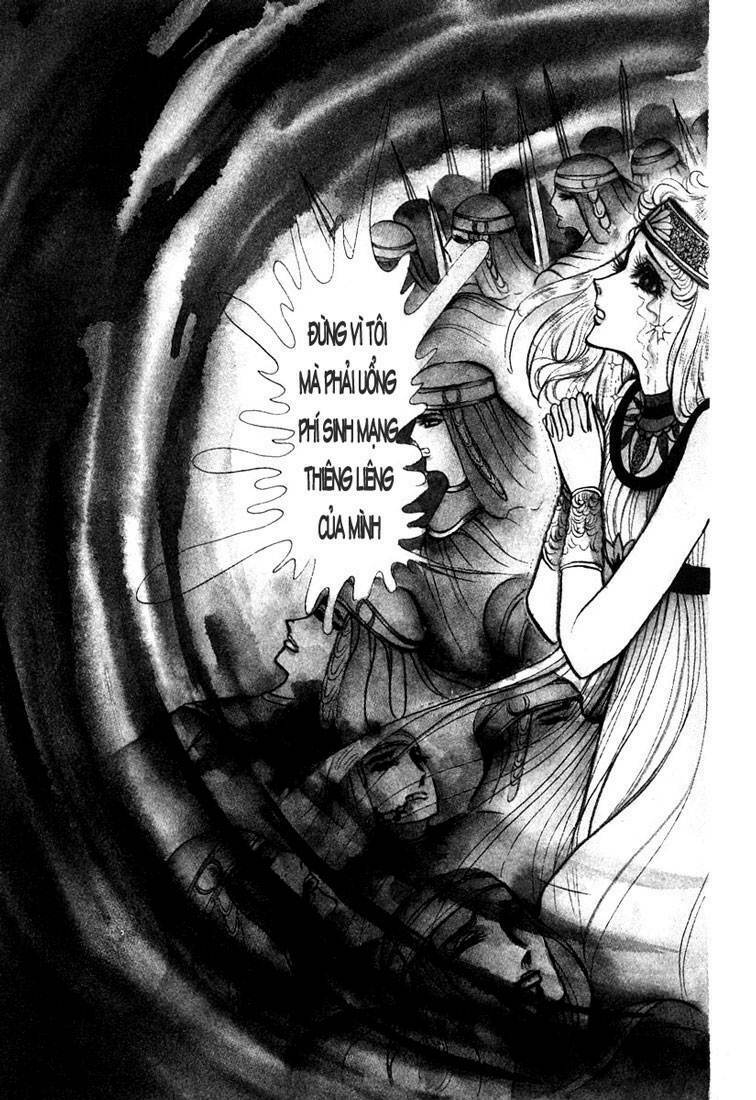 ĐỪNG VÌ TÔI
MÀ PHẢI UỔNG
PHÍ SINH MẠNG
THIÊNG LIÊNG
CỦA MÌNH